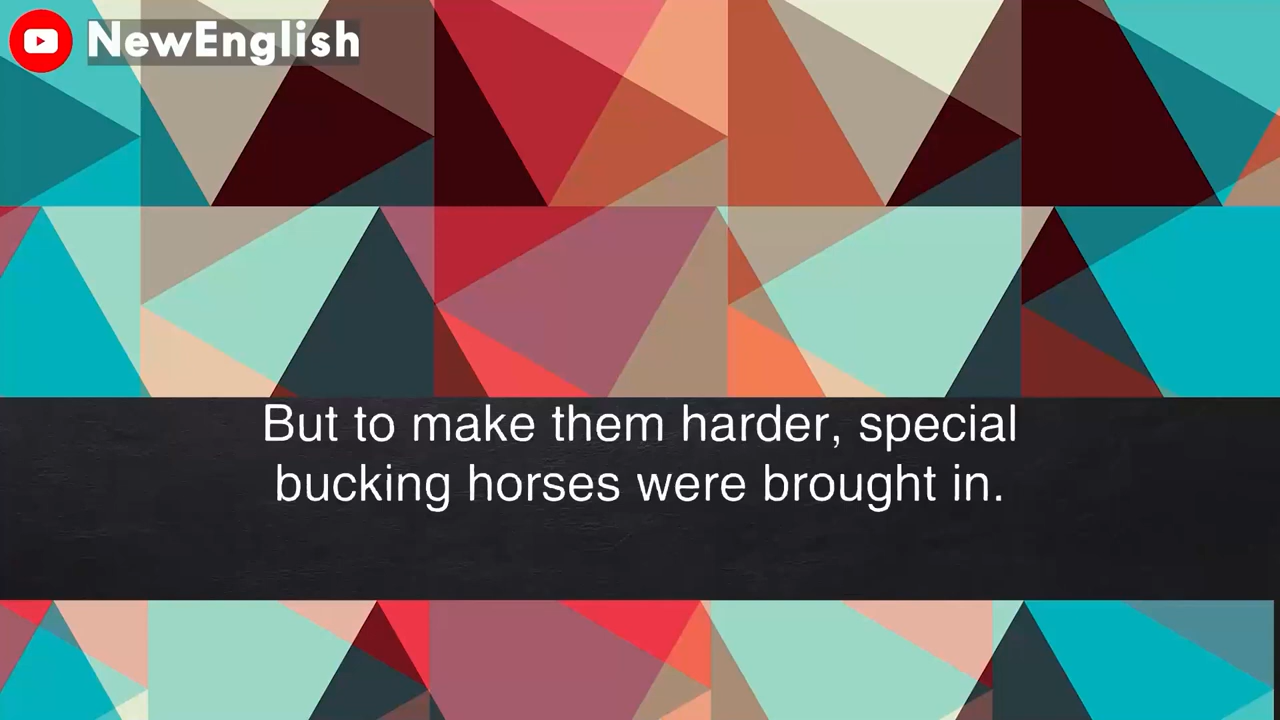 NewEnglish
But to make them harder, special
bucking horses were brought in.